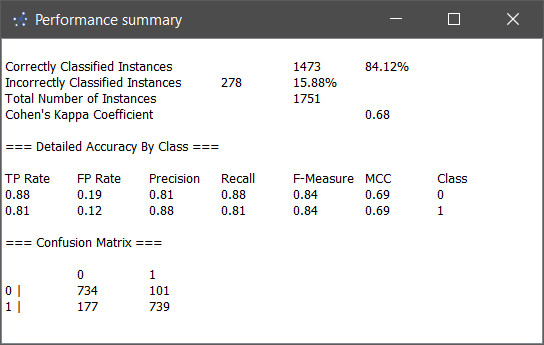 Performance summary
Correctly Classified Instances 1473 84.12%
Incorrectly Classified Instances 278 15.88%
Total Number of Instances 1751
Cohen's Kappa Coefficient 0.68
=== Detailed Accuracy By Class ===
TP Rate FP Rate Precision Recall F-Measure MCC Class
0.88 0.19 0.81 0.88 0.84 0.69 0
0.81 0.12 0.88 0.81 0.84 0.69 1
=== Confusion Matrix ===
0 1
0 | 734 101
1 | 177 739